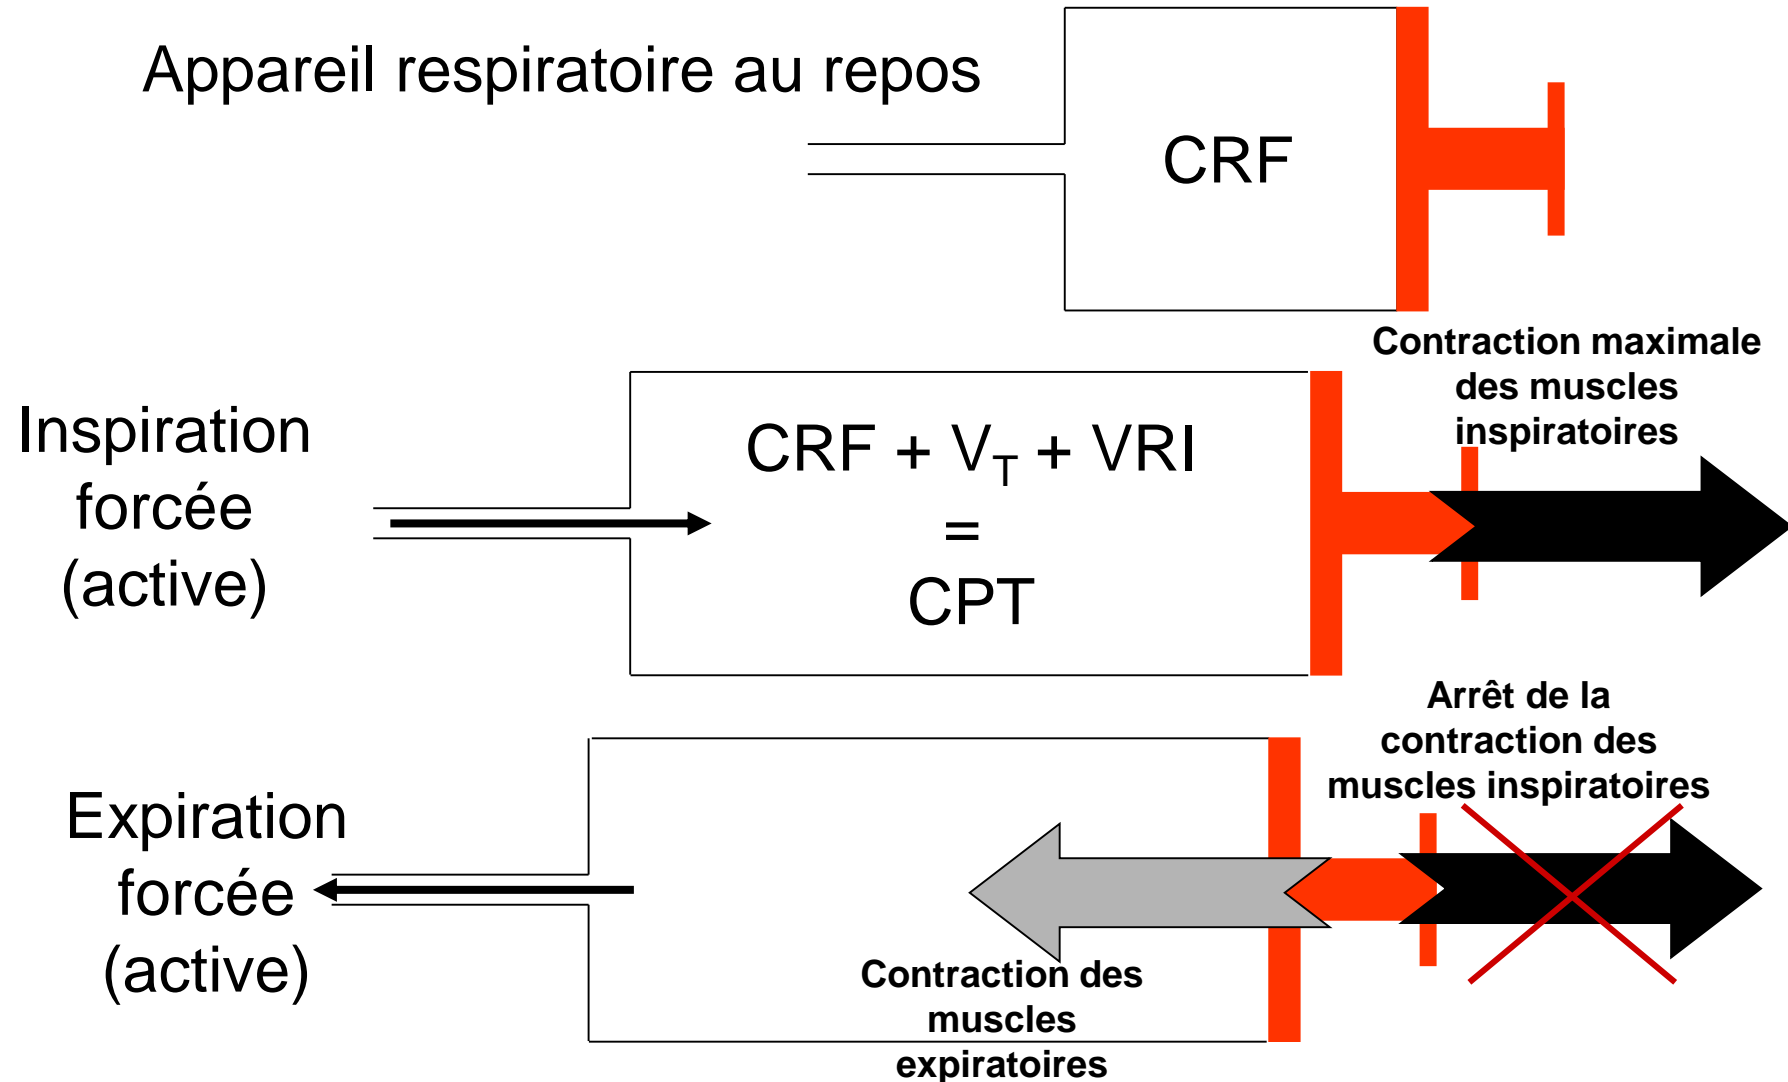 Appareil respiratoire au repos
CRF
Contraction maximale
des muscles
inspiratoires
Inspiration
forcée
(active)
CRF + V_T + VRI
=
CPT
Arrêt de la
contraction des
muscles inspiratoires
Expiration
forcée
(active)
Contraction des
muscles
expiratoires